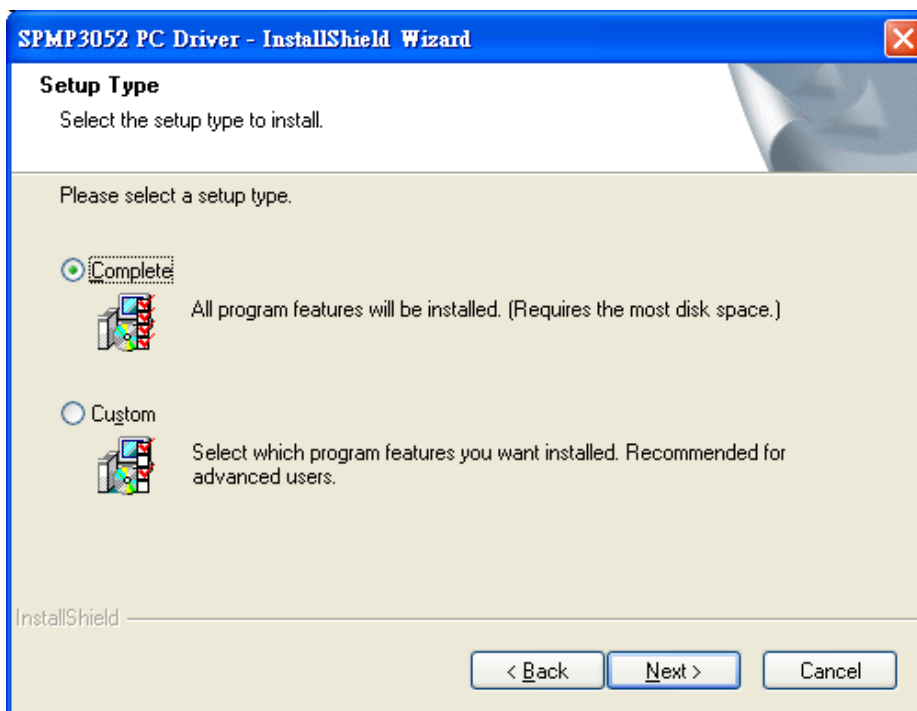 SPMP3052 PC Driver - InstallShield Wizard
Setup Type
Select the setup type to install.
Please select a setup type.
Complete
All program features will be installed. (Requires the most disk space.)
Custom
Select which program features you want installed. Recommended for
advanced users.
InstallShield
< Back
Next >
Cancel